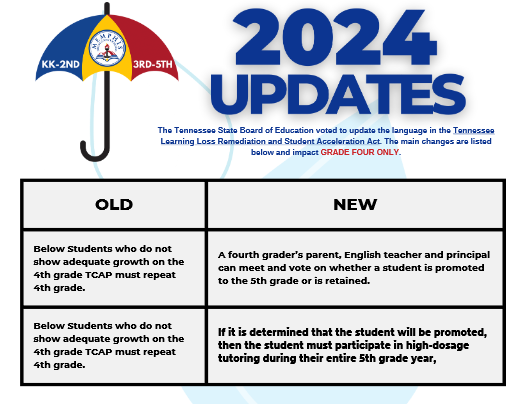 MEMPHIS
KK-2ND
3RD-5TH
2024
UPDATES
The Tennessee State Board of Education voted to update the language in the Tennessee
Learning Loss Remediation and Student Acceleration Act. The main changes are listed
below and impact GRADE FOUR ONLY.
OLD
NEW
Below Students who do not
show adequate growth on the
4th grade TCAP must repeat
4th grade.
A fourth grader's parent, English teacher and principal
can meet and vote on whether a student is promoted
to the 5th grade or is retained.
Below Students who do not
show adequate growth on the
4th grade TCAP must repeat
4th grade.
If it is determined that the student will be promoted,
then the student must participate in high-dosage
tutoring during their entire 5th grade year,